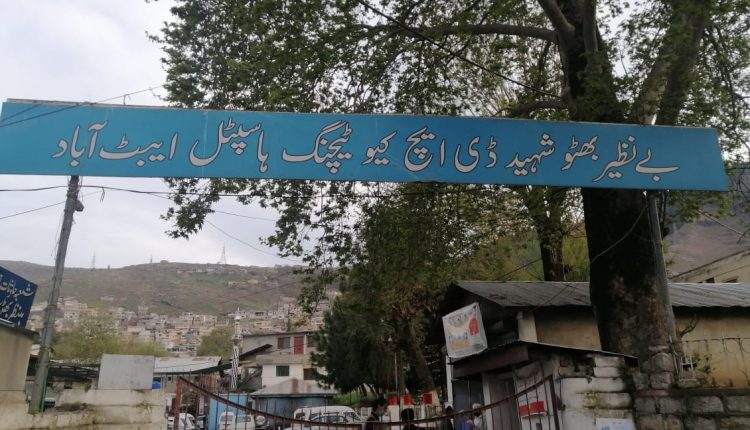 بے نظیر بھٹو شہید ڈی ایچ کیو ٹیچنگ ہاسپٹل ایبٹ آباد